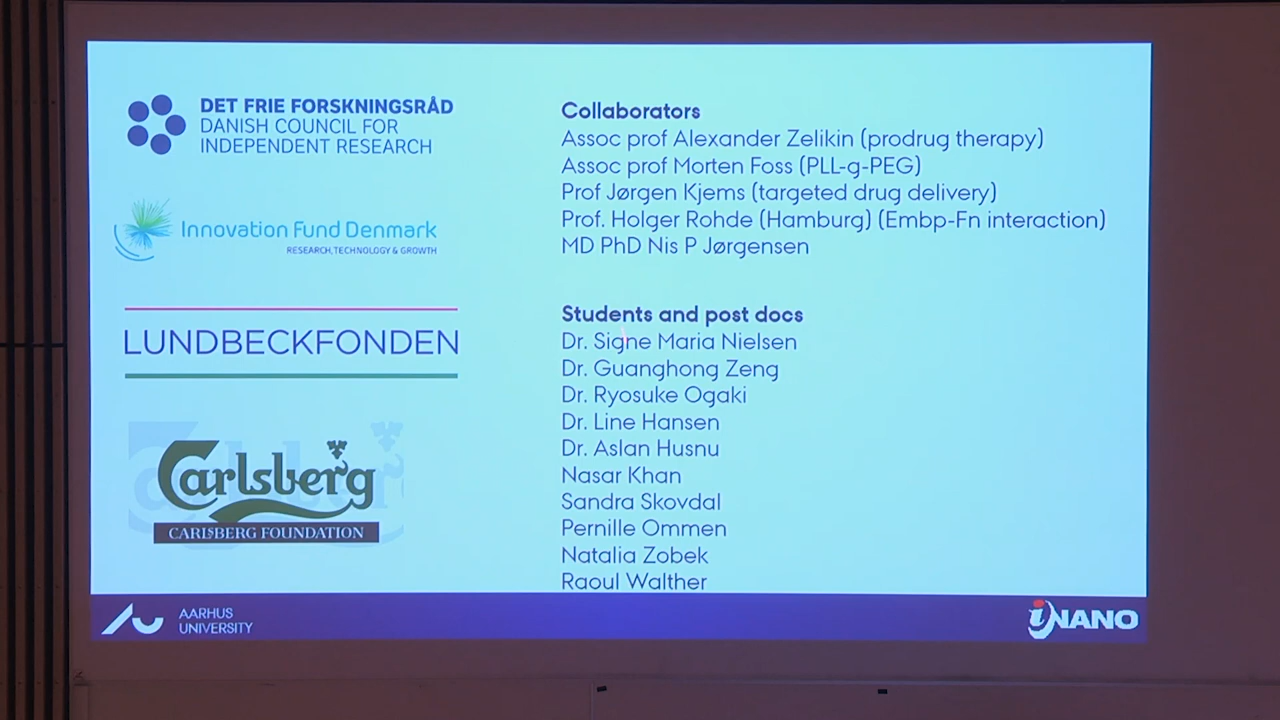 DET FRIE FORSKNINGSRÅD
DANISH COUNCIL FOR
INDEPENDENT RESEARCH
Innovation Fund Denmark
RESEARCH, TECHNOLOGY & GROWTH
LUNDBECKFONDEN
Carlsberg
CARLSBERG FOUNDATION
Collaborators
Assoc prof Alexander Zelikin (prodrug therapy)
Assoc prof Morten Foss (PLL-g-PEG)
Prof Jørgen Kjems (targeted drug delivery)
Prof. Holger Rohde (Hamburg) (Embp-Fn interaction)
MD PhD Nis P Jørgensen
Students and post docs
Dr. Signe Maria Nielsen
Dr. Guanghong Zeng
Dr. Ryosuke Ogaki
Dr. Line Hansen
Dr. Aslan Husnu
Nasar Khan
Sandra Skovdal
Pernille Ommen
Natalia Zobek
Raoul Walther
AARHUS
UNIVERSITY
iNANO